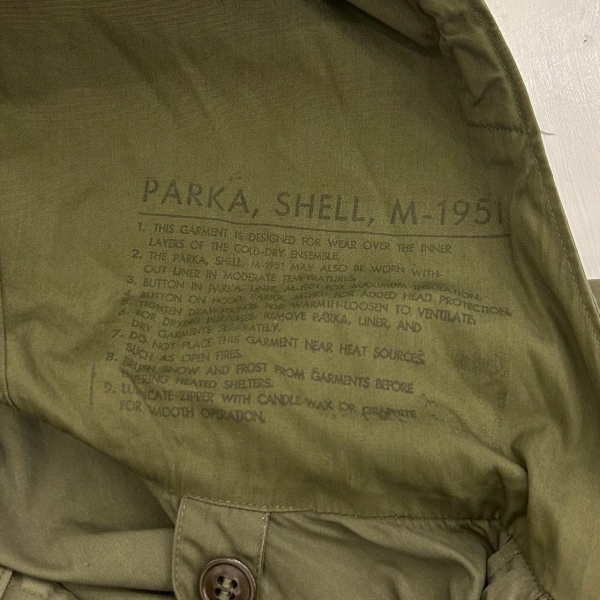 PARKA, SHELL, M-1951
1. THIS GARMENT IS DESIGNED FOR WEAR OVER THE INNER
LAYERS OF THE COLD-DRY ENSEMBLE.
2. THE PARKA, SHELL, M-1951 MAY ALSO BE WORN WITH-
OUT LINER IN MODERATE TEMPERATURES.
3. BUTTON IN PARKA- LINER, M-1951 FOR MAXIMUM INSULATION.
4. BUTTON ON HOOD, PARKA, FOR ADDED HEAD PROTECTION.
5. TIGHTEN DRAWSTRINGS FOR WARMTH-LOOSEN TO VENTILATE.
6. FOR DRYING PURPOSES REMOVE PARKA, LINER, AND
DRY GARMENTS SEPARATELY.
7. DO NOT PLACE THIS GARMENT NEAR HEAT SOURCES
SUCH AS OPEN FIRES.
8. BRUSH SNOW AND FROST FROM GARMENTS BEFORE
ENTERING HEATED SHELTERS.
9. LUBRICATE ZIPPER WITH CANDLE-WAX OR GRAPHITE
FOR SMOOTH OPERATION.